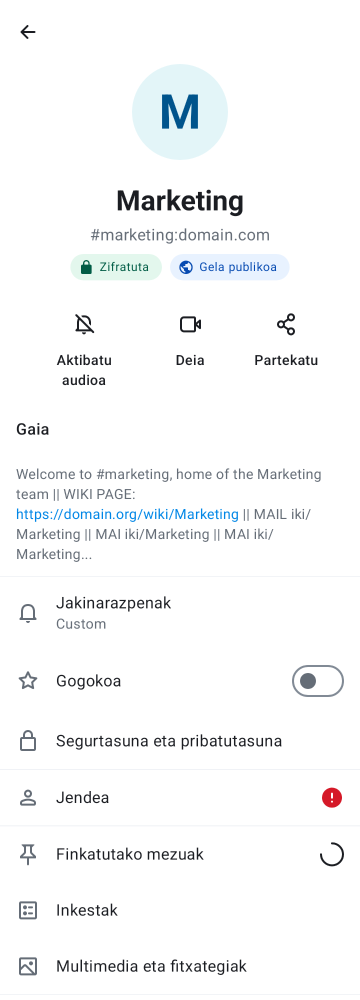 M
Marketing
#marketing:domain.com
Zifratuta
Gela publikoa
Aktibatu
audioa
Deia
Partekatu
Gaia
Welcome to #marketing, home of the Marketing
team || WIKI PAGE:
https://domain.org/wiki/Marketing || MAIL iki/
Marketing || MAI iki/Marketing || MAI iki/
Marketing...
Jakinarazpenak
Custom
Gogokoa
Segurtasuna eta pribatutasuna
Jendea
Finkatutako mezuak
Inkestak
Multimedia eta fitxategiak